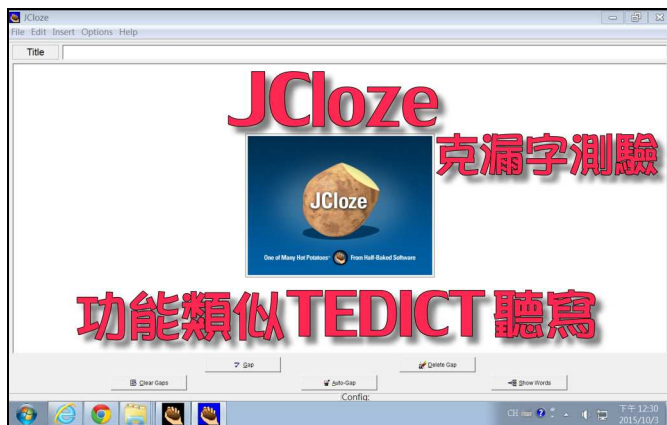 JCloze
File Edit Insert Options Help
Title
JCloze
克漏字測驗
JCloze
One of Many Hot Potatoes™ From Half-Baked Software
功能類似TEDICT聽寫
Gap
Delete Gap
Clear Gaps
Auto-Gap
Show Words
Config:
CH
下午 12:30
2015/10/3